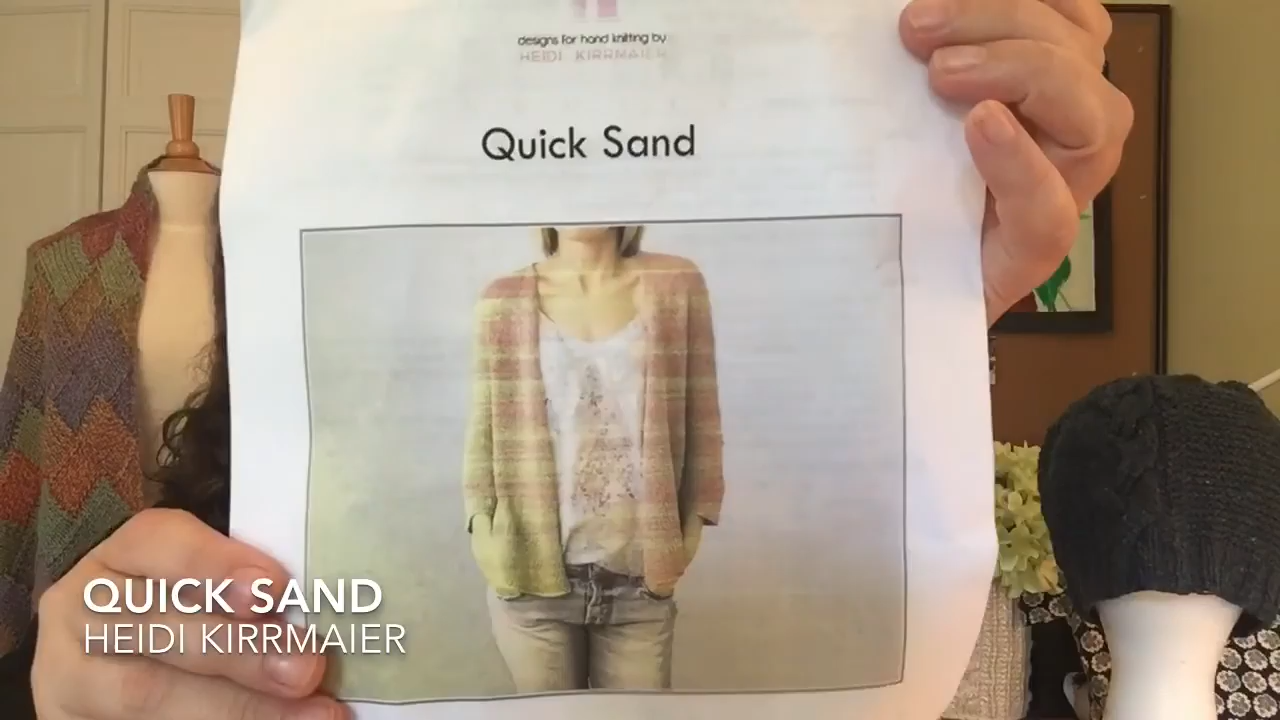 designs for hand knitting by
HEIDI KIRRMAIER
Quick Sand
QUICK SAND
HEIDI KIRRMAIER